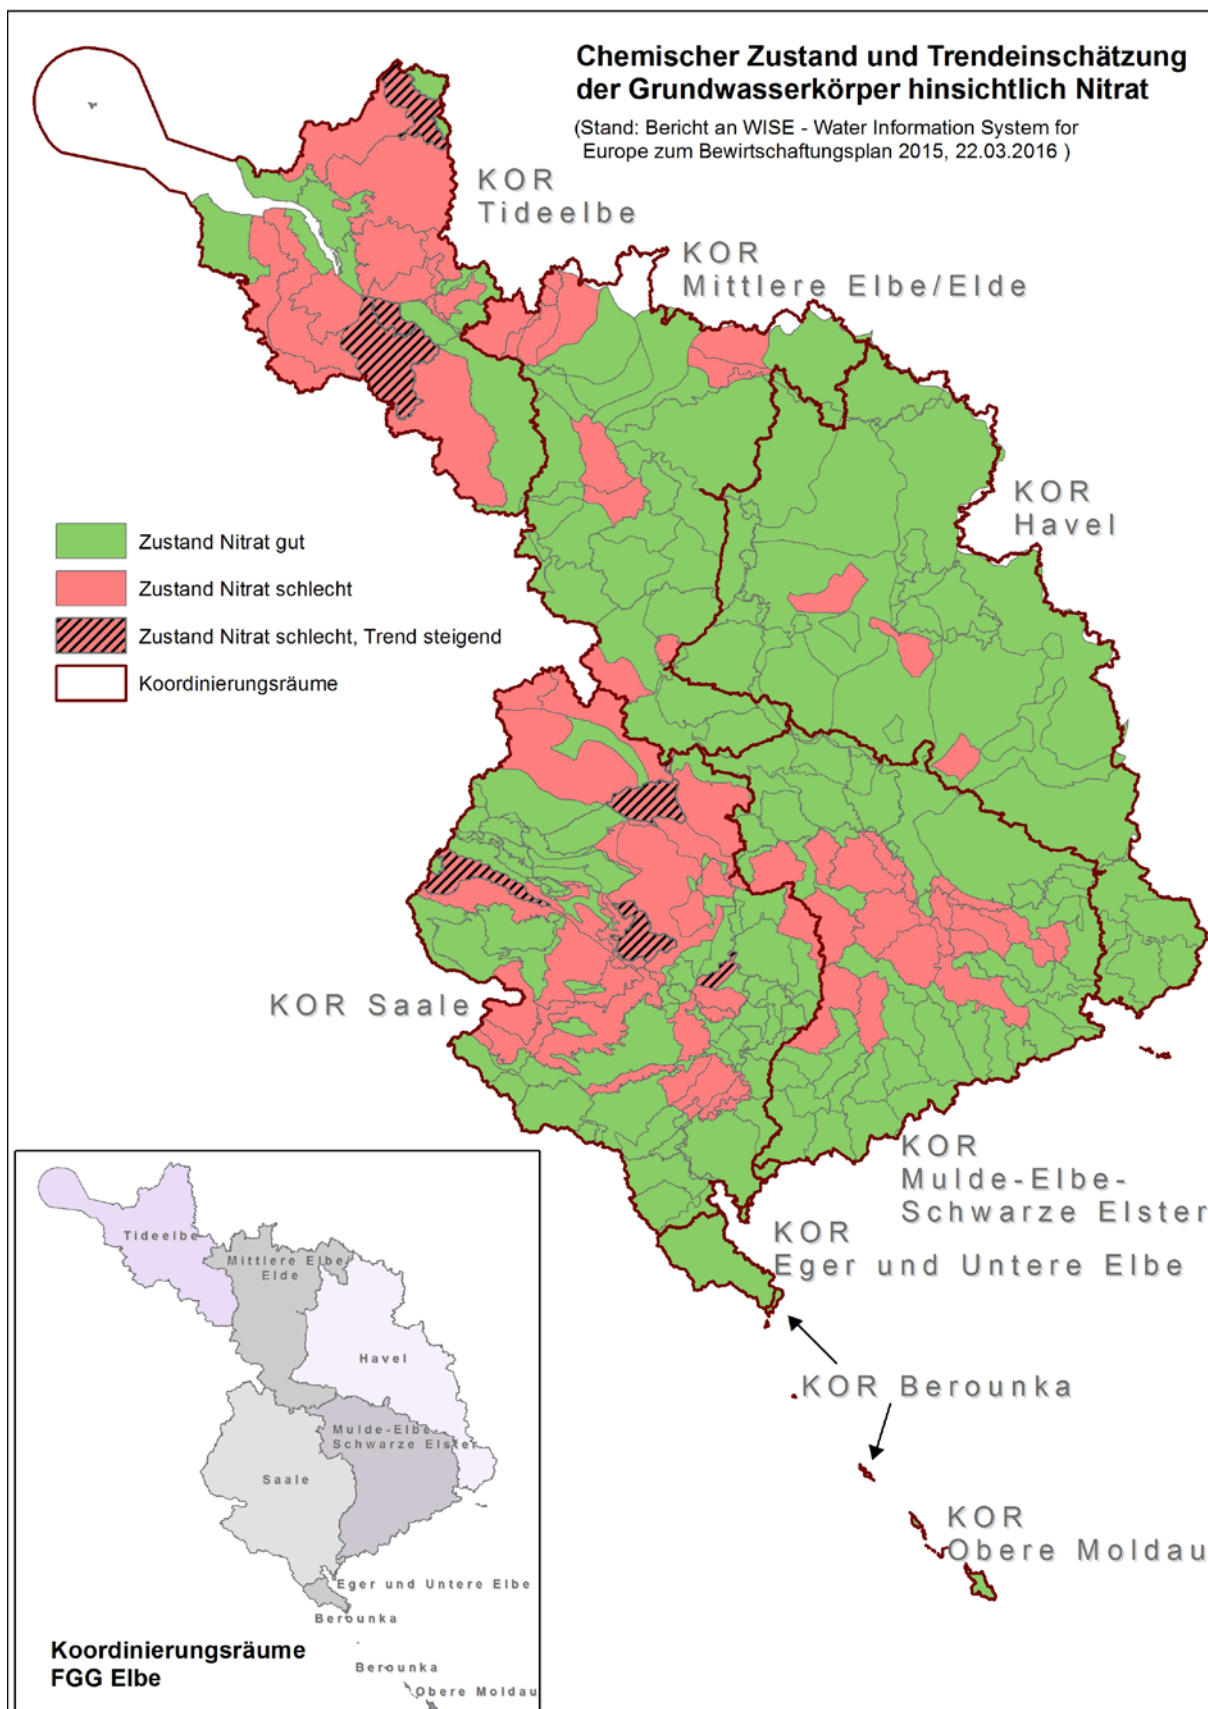 Chemischer Zustand und Trendeinschätzung
der Grundwasserkörper hinsichtlich Nitrat
(Stand: Bericht an WISE - Water Information System for
Europe zum Bewirtschaftungsplan 2015, 22.03.2016 )
KOR
Tideelbe
KOR
Mittlere Elbe/Elde
KOR
Havel
Zustand Nitrat gut
Zustand Nitrat schlecht
Zustand Nitrat schlecht, Trend steigend
Koordinierungsräume
KOR Saale
KOR
Mulde-Elbe-
Schwarze Elster
KOR
Eger und Untere Elbe
KOR Berounka
KOR
Obere Moldau
Tideelbe
Mittlere Elbe/
Elde
Havel
Mulde-Elbe-
Schwarze Elster
Saale
Eger und Untere Elbe
Berounka
Berounka
Obere Moldau
Koordinierungsräume
FGG Elbe